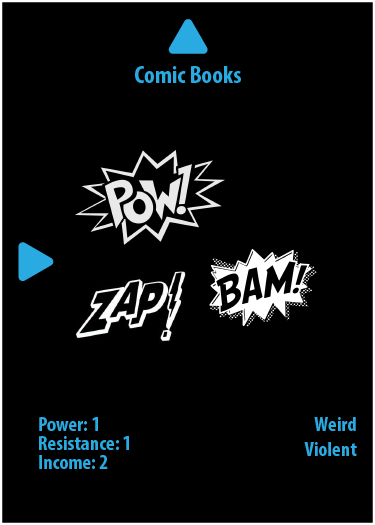 Comic Books
POW!
ZAP!
BAM!
Power: 1
Resistance: 1
Income: 2
Weird
Violent